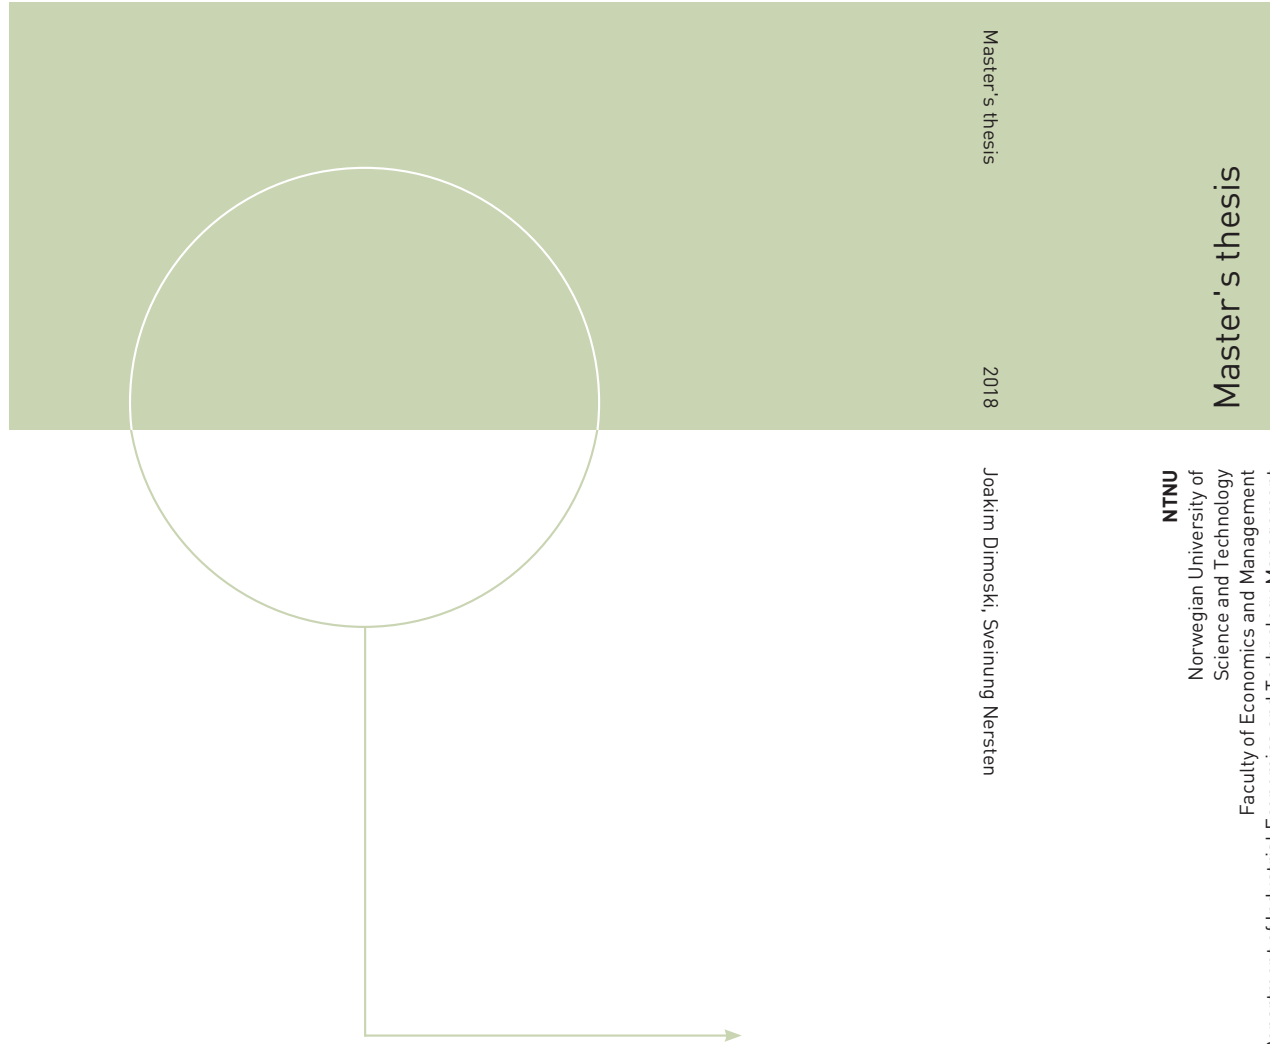 Master's thesis
2018
Joakim Dimoski, Sveinung Nersten
Master's thesis
NTNU
Norwegian University of
Science and Technology
Faculty of Economics and Management